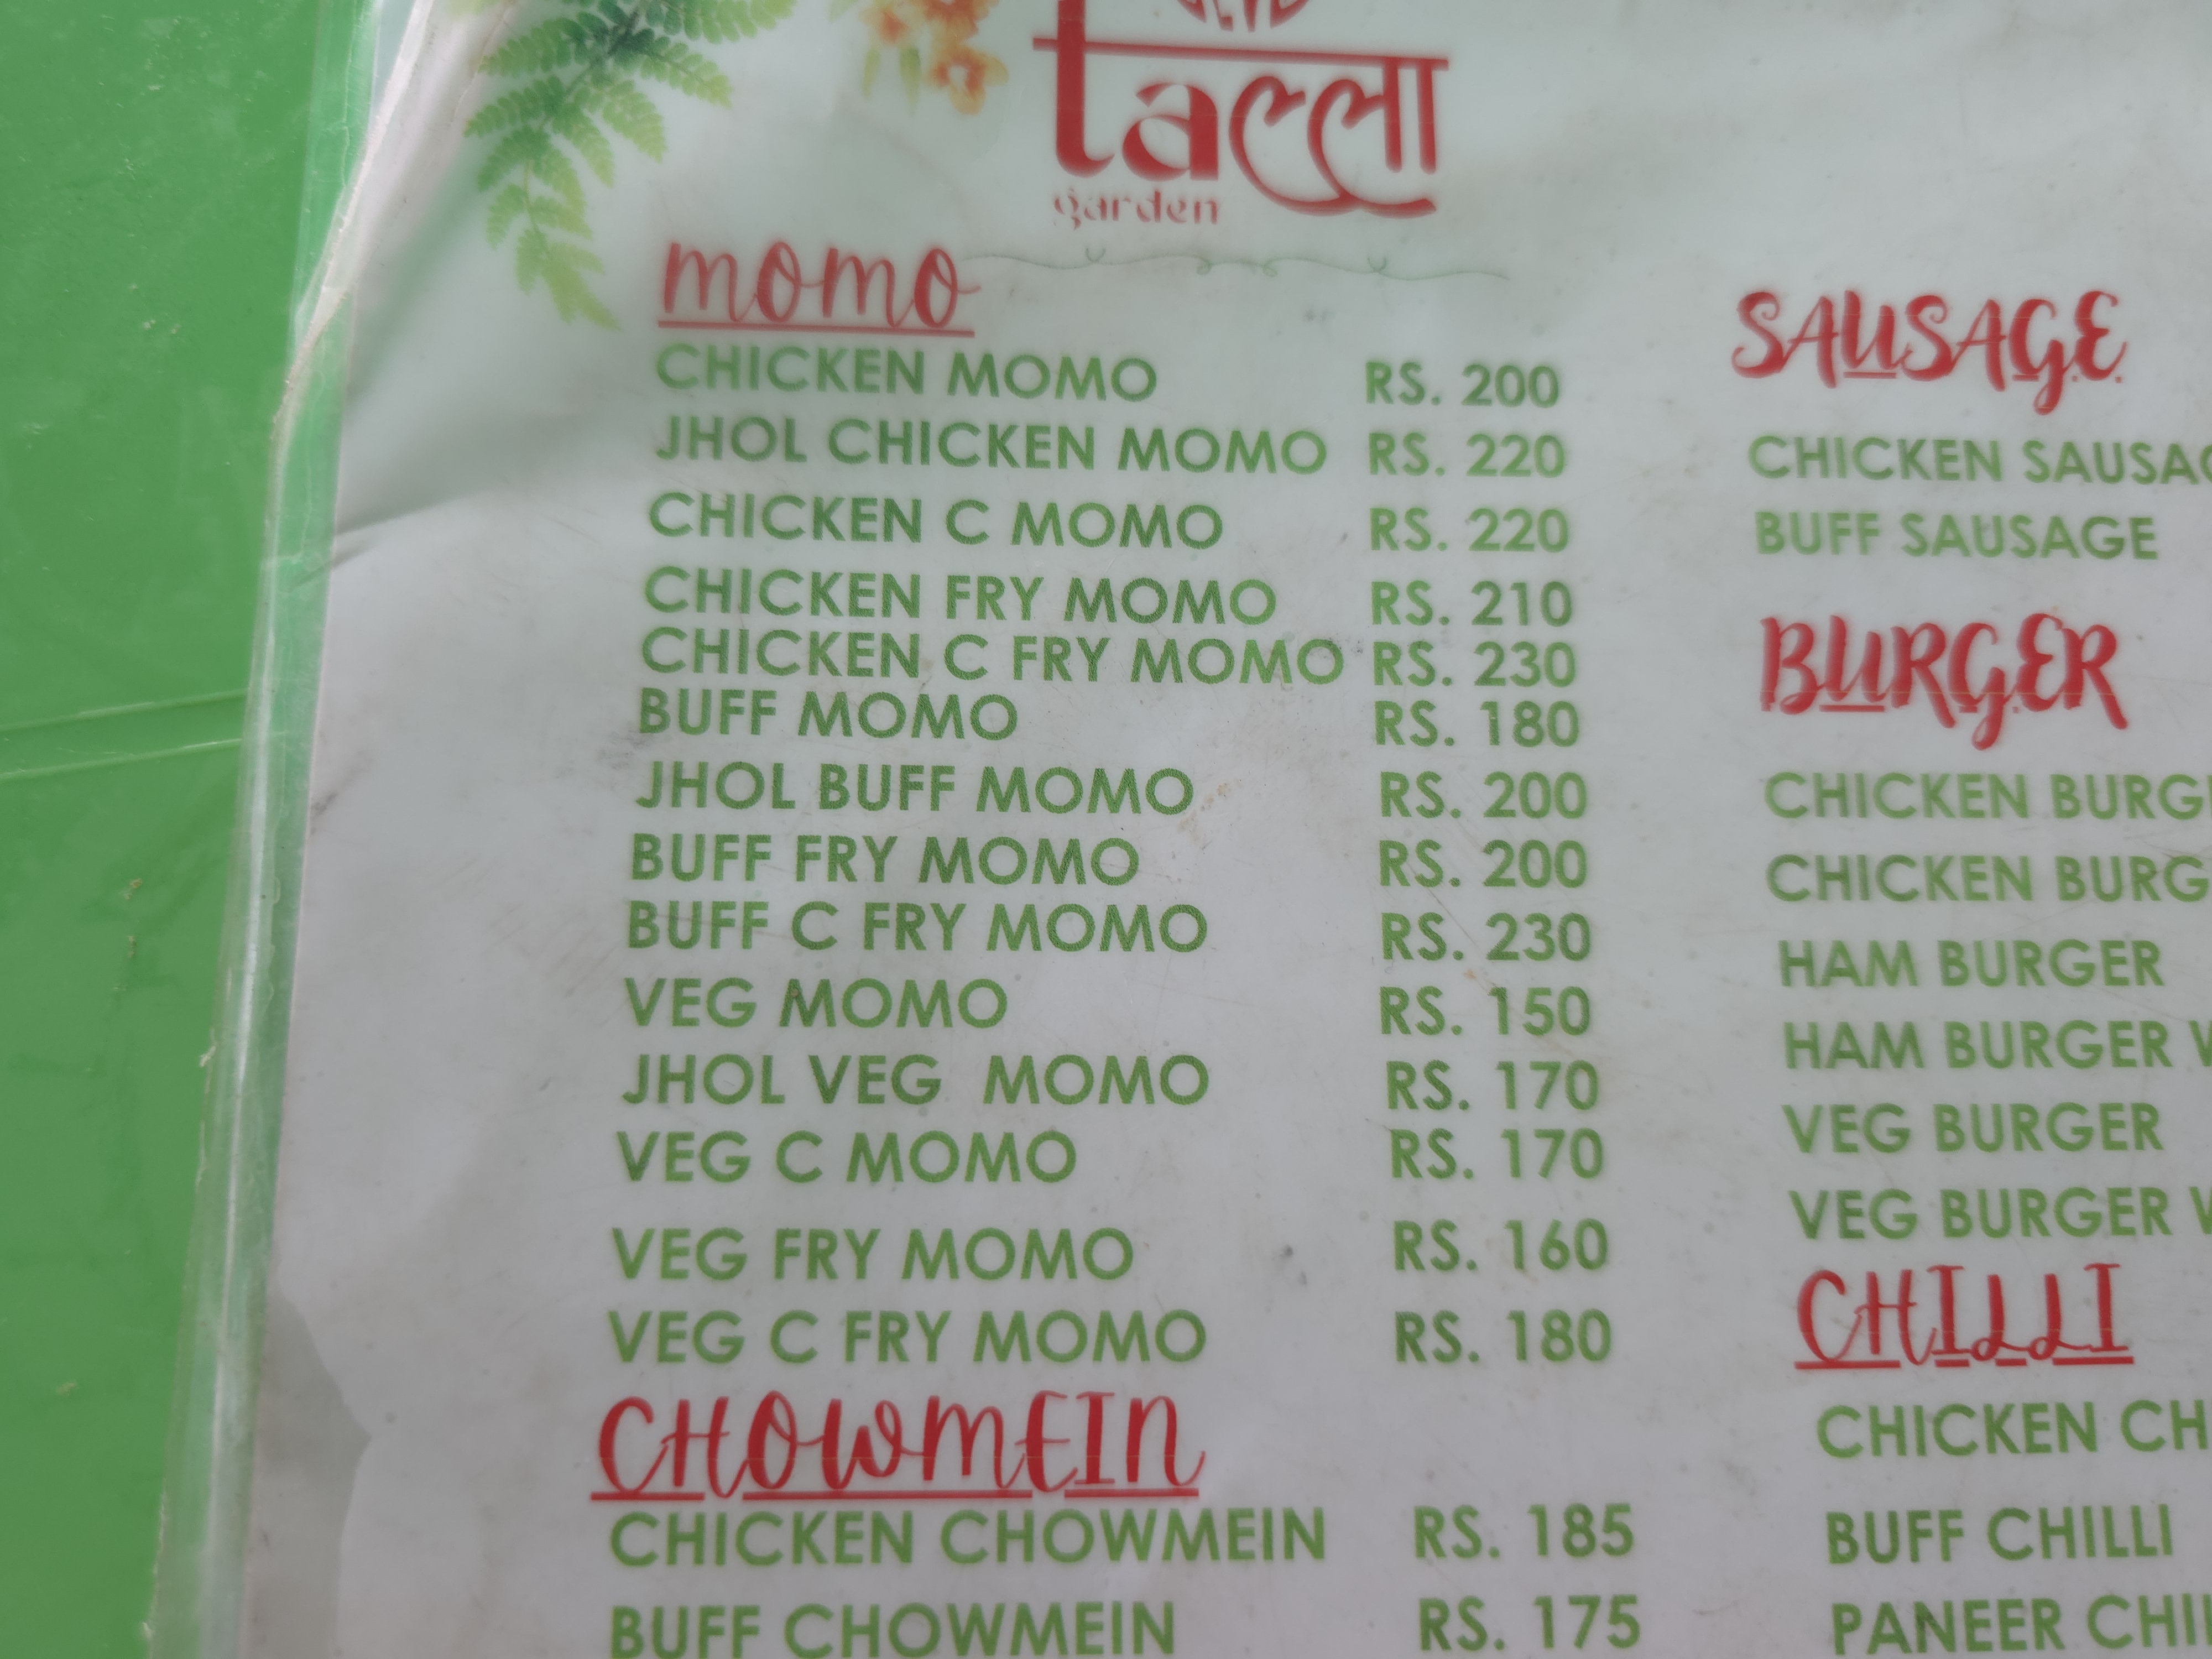 taल्ला
garden
momo
CHICKEN MOMO RS. 200
JHOL CHICKEN MOMO RS. 220
CHICKEN C MOMO RS. 220
CHICKEN FRY MOMO RS. 210
CHICKEN C FRY MOMO RS. 230
BUFF MOMO RS. 180
JHOL BUFF MOMO RS. 200
BUFF FRY MOMO RS. 200
BUFF C FRY MOMO RS. 230
VEG MOMO RS. 150
JHOL VEG MOMO RS. 170
VEG C MOMO RS. 170
VEG FRY MOMO RS. 160
VEG C FRY MOMO RS. 180
CHOWMEIN
CHICKEN CHOWMEIN RS. 185
BUFF CHOWMEIN RS. 175
SAUSAGE
CHICKEN SAUSAG
BUFF SAUSAGE
BURGER
CHICKEN BURG
CHICKEN BURG
HAM BURGER
HAM BURGER
VEG BURGER
VEG BURGER
CHILLI
CHICKEN CH
BUFF CHILLI
PANEER CHI